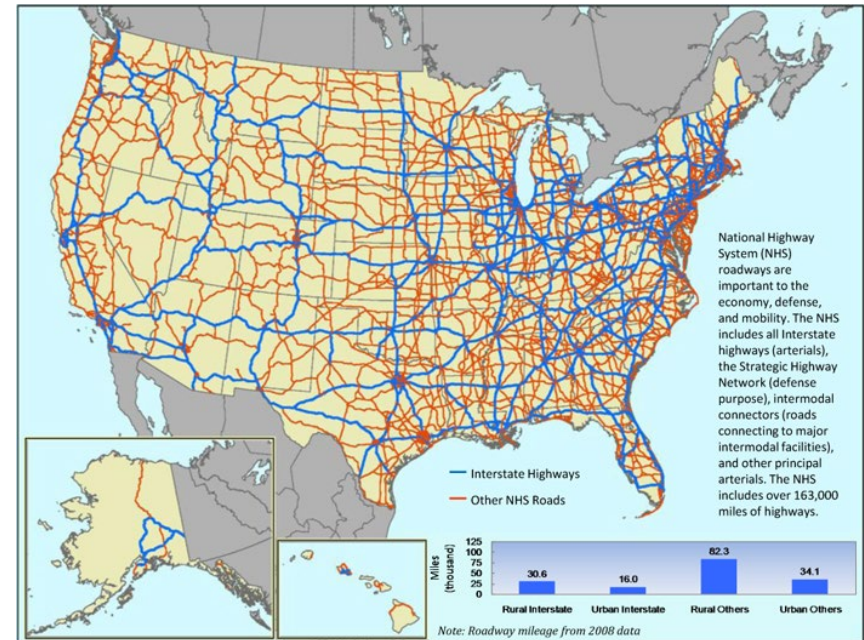 National Highway
System (NHS)
roadways are
important to the
economy, defense,
and mobility. The NHS
includes all Interstate
highways (arterials),
the Strategic Highway
Network (defense
purpose), intermodal
connectors (roads
connecting to major
intermodal facilities),
and other principal
arterials. The NHS
includes over 163,000
miles of highways.
Interstate Highways
Other NHS Roads
Miles
(thousand)
125
100
75
50
25
0
30.6
16.0
82.3
34.1
Rural Interstate
Urban Interstate
Rural Others
Urban Others
Note: Roadway mileage from 2008 data